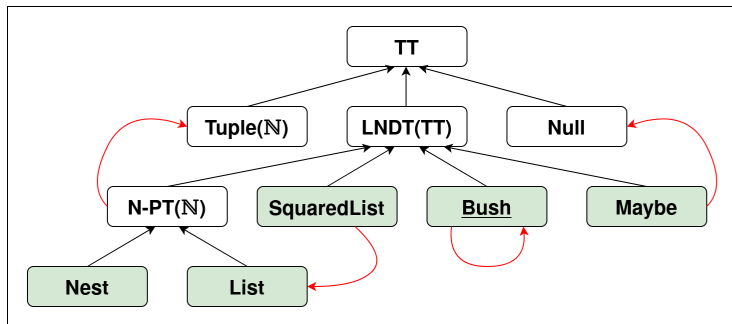 TT
Tuple(ℕ)
LNDT(TT)
Null
N-PT(ℕ)
SquaredList
Bush
Maybe
Nest
List